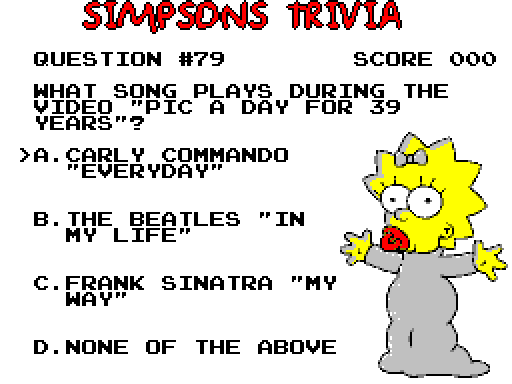 SIMPSONS TRIVIA
QUESTION #79 SCORE 000
WHAT SONG PLAYS DURING THE
VIDEO "PIC A DAY FOR 39
YEARS"?
>A.CARLY COMMANDO
"EVERYDAY"
B.THE BEATLES "IN
MY LIFE"
C.FRANK SINATRA "MY
WAY"
D.NONE OF THE ABOVE